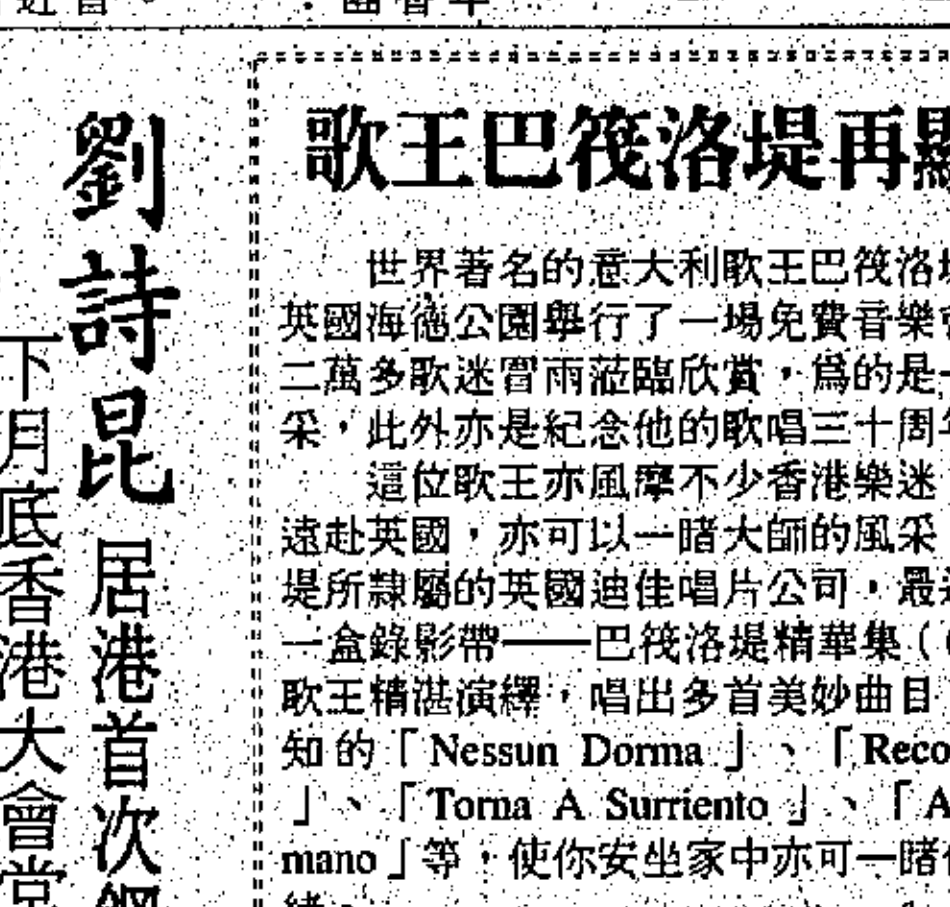 歌王巴筏洛堤再
世界著名的意大利歌王巴筏洛
英國海德公園舉行了一場免費音樂
二萬多歌迷冒雨蒞臨欣賞，爲的是
采，此外亦是紀念他的歌唱三十周
這位歌王亦風靡不少香港樂迷
遠赴英國，亦可以一睹大師的風采
堤所隸屬的英國迪佳唱片公司，最
一盒錄影帶——巴筏洛堤精華集（
歌王精湛演繹，唱出多首美妙曲目
知的「Nessun Dorma」、「Reco
」、「Torna A Surriento」、「A
mano」等，使你安坐家中亦可一睹
劉詩昆
居港首次
下月底香港大會堂